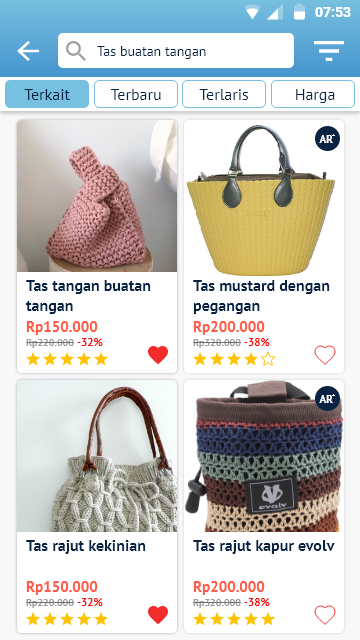 07:53
Tas buatan tangan
Terkait
Terbaru
Terlaris
Harga
AR+
Tas tangan buatan
tangan
Rp150.000
Rp220.000 -32%
Tas mustard dengan
pegangan
Rp200.000
Rp320.000 -38%
AR+
evolv
Tas rajut kekinian
Rp150.000
Rp220.000 -32%
Tas rajut kapur evolv
Rp200.000
Rp320.000 -38%